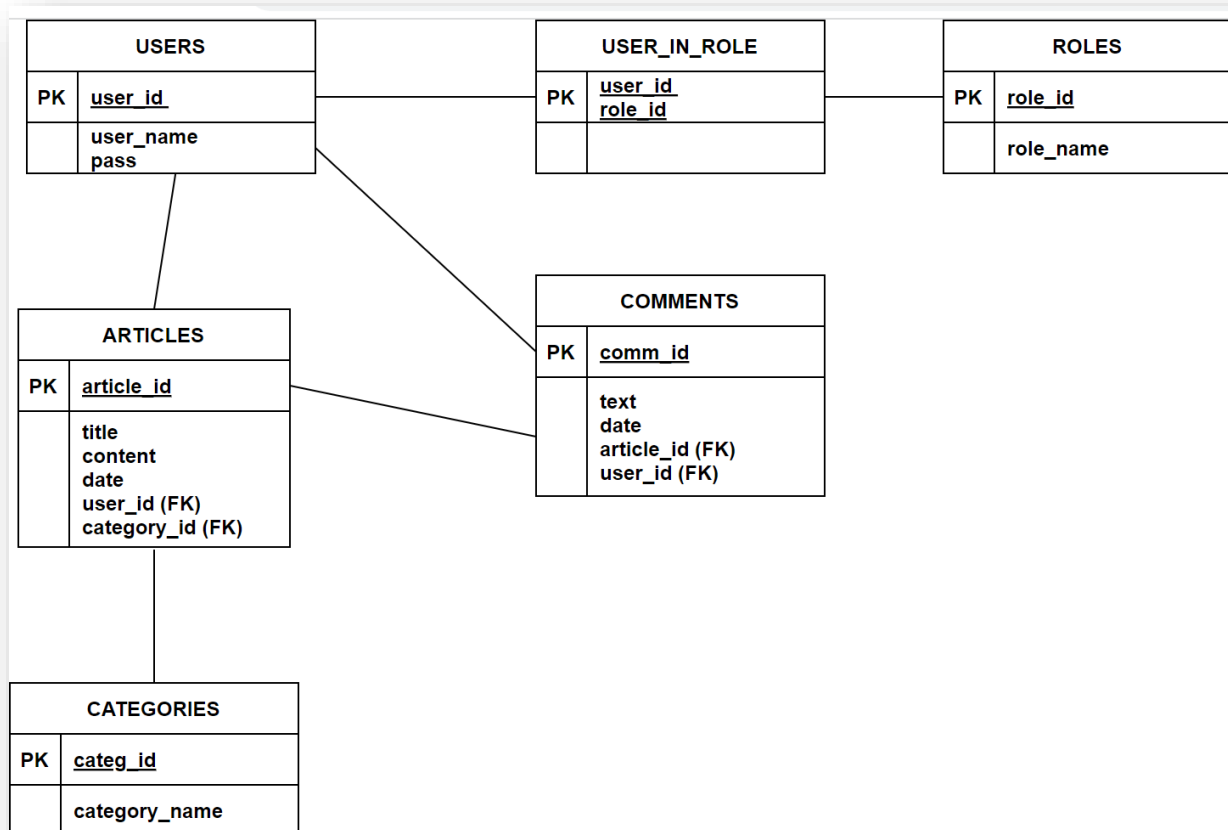 USERS
PK
user_id
user_name
pass
USER_IN_ROLE
PK
user_id
role_id
ROLES
PK
role_id
role_name
ARTICLES
PK
article_id
title
content
date
user_id (FK)
category_id (FK)
COMMENTS
PK
comm_id
text
date
article_id (FK)
user_id (FK)
CATEGORIES
PK
categ_id
category_name